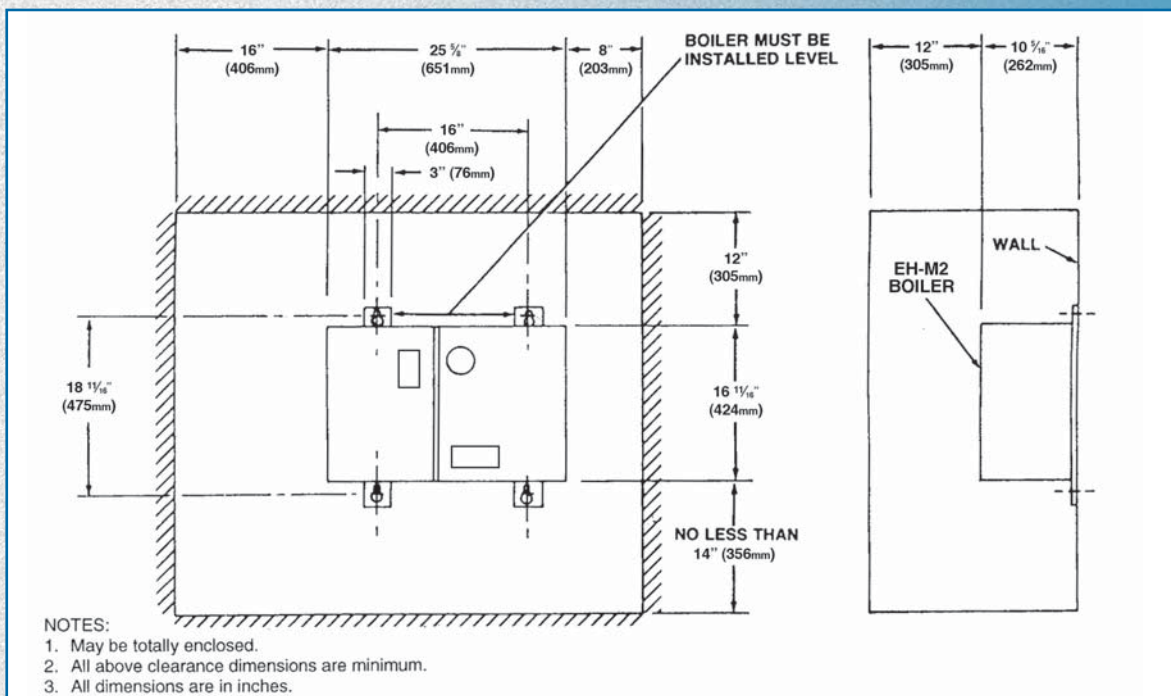 16"
(406mm)
25 ⅝"
(651mm)
8"
(203mm)
BOILER MUST BE
INSTALLED LEVEL
12"
(305mm)
10 5⁄16"
(262mm)
16"
(406mm)
3" (76mm)
12"
(305mm)
WALL
EH-M2
BOILER
18 11⁄16"
(475mm)
16 11⁄16"
(424mm)
NO LESS THAN
14" (356mm)
NOTES:
1. May be totally enclosed.
2. All above clearance dimensions are minimum.
3. All dimensions are in inches.